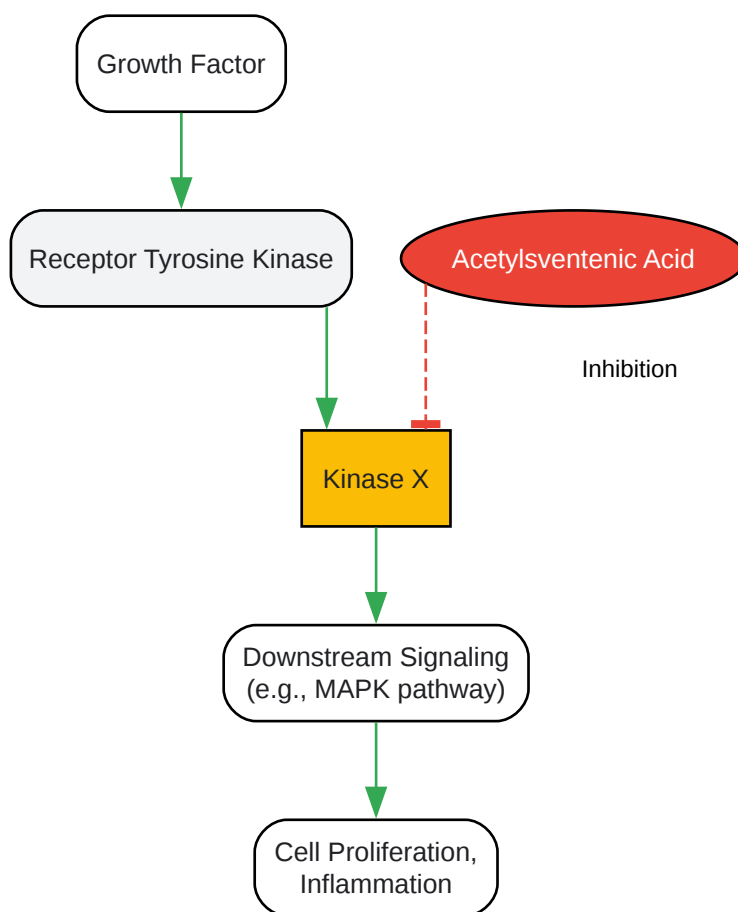 Growth Factor
Receptor Tyrosine Kinase
Acetylsventenic Acid
Inhibition
Kinase X
Downstream Signaling
(e.g., MAPK pathway)
Cell Proliferation,
Inflammation